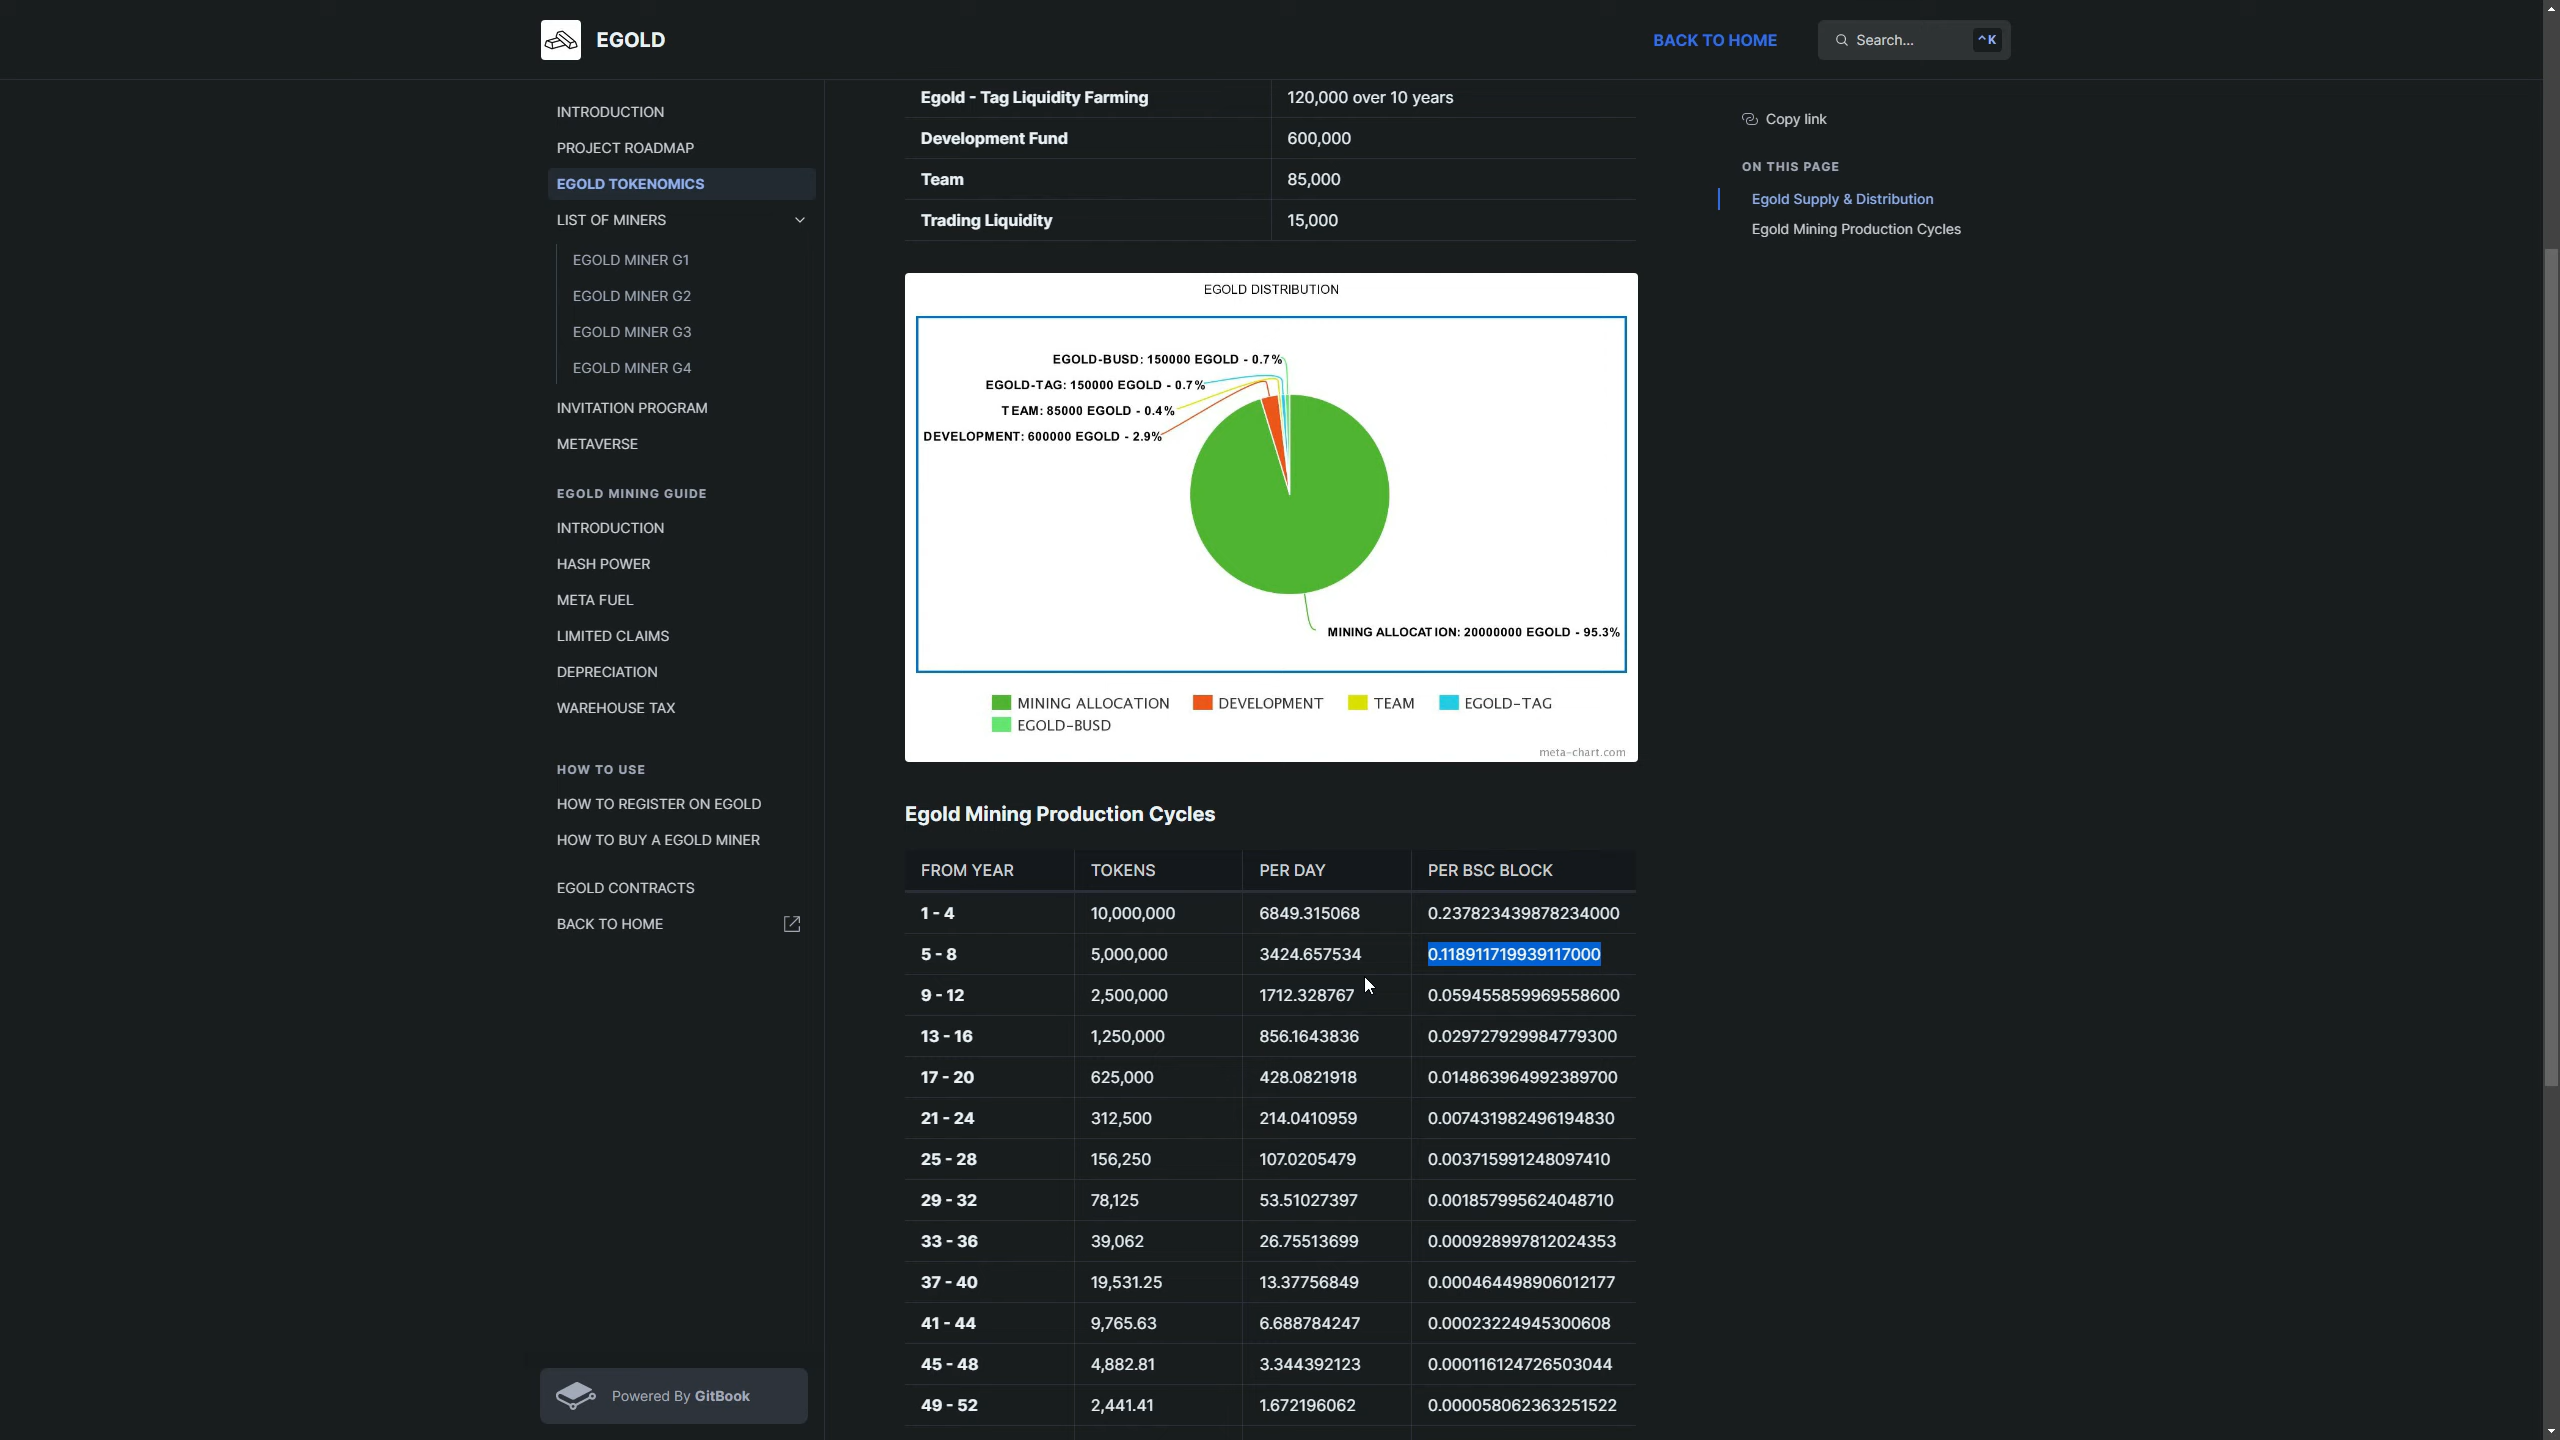 EGOLD
BACK TO HOME
Search...
^K
INTRODUCTION
PROJECT ROADMAP
EGOLD TOKENOMICS
LIST OF MINERS
EGOLD MINER G1
EGOLD MINER G2
EGOLD MINER G3
EGOLD MINER G4
INVITATION PROGRAM
METAVERSE
EGOLD MINING GUIDE
INTRODUCTION
HASH POWER
META FUEL
LIMITED CLAIMS
DEPRECIATION
WAREHOUSE TAX
HOW TO USE
HOW TO REGISTER ON EGOLD
HOW TO BUY A EGOLD MINER
EGOLD CONTRACTS
BACK TO HOME
Powered By GitBook
Egold - Tag Liquidity Farming 120,000 over 10 years
Development Fund 600,000
Team 85,000
Trading Liquidity 15,000
EGOLD DISTRIBUTION
EGOLD-BUSD: 150000 EGOLD - 0.7%
EGOLD-TAG: 150000 EGOLD - 0.7%
TEAM: 85000 EGOLD - 0.4%
DEVELOPMENT: 600000 EGOLD - 2.9%
MINING ALLOCATION: 20000000 EGOLD - 95.3%
MINING ALLOCATION DEVELOPMENT TEAM EGOLD-TAG
EGOLD-BUSD
meta-chart.com
Egold Mining Production Cycles
FROM YEAR TOKENS PER DAY PER BSC BLOCK
1 - 4 10,000,000 6849.315068 0.237823439878234000
5 - 8 5,000,000 3424.657534 0.118911719939117000
9 - 12 2,500,000 1712.328767 0.059455859969558600
13 - 16 1,250,000 856.1643836 0.029727929984779300
17 - 20 625,000 428.0821918 0.014863964992389700
21 - 24 312,500 214.0410959 0.007431982496194830
25 - 28 156,250 107.0205479 0.003715991248097410
29 - 32 78,125 53.51027397 0.001857995624048710
33 - 36 39,062 26.75513699 0.000928997812024353
37 - 40 19,531.25 13.37756849 0.000464498906012177
41 - 44 9,765.63 6.688784247 0.00023224945300608
45 - 48 4,882.81 3.344392123 0.000116124726503044
49 - 52 2,441.41 1.672196062 0.000058062363251522
Copy link
ON THIS PAGE
Egold Supply & Distribution
Egold Mining Production Cycles